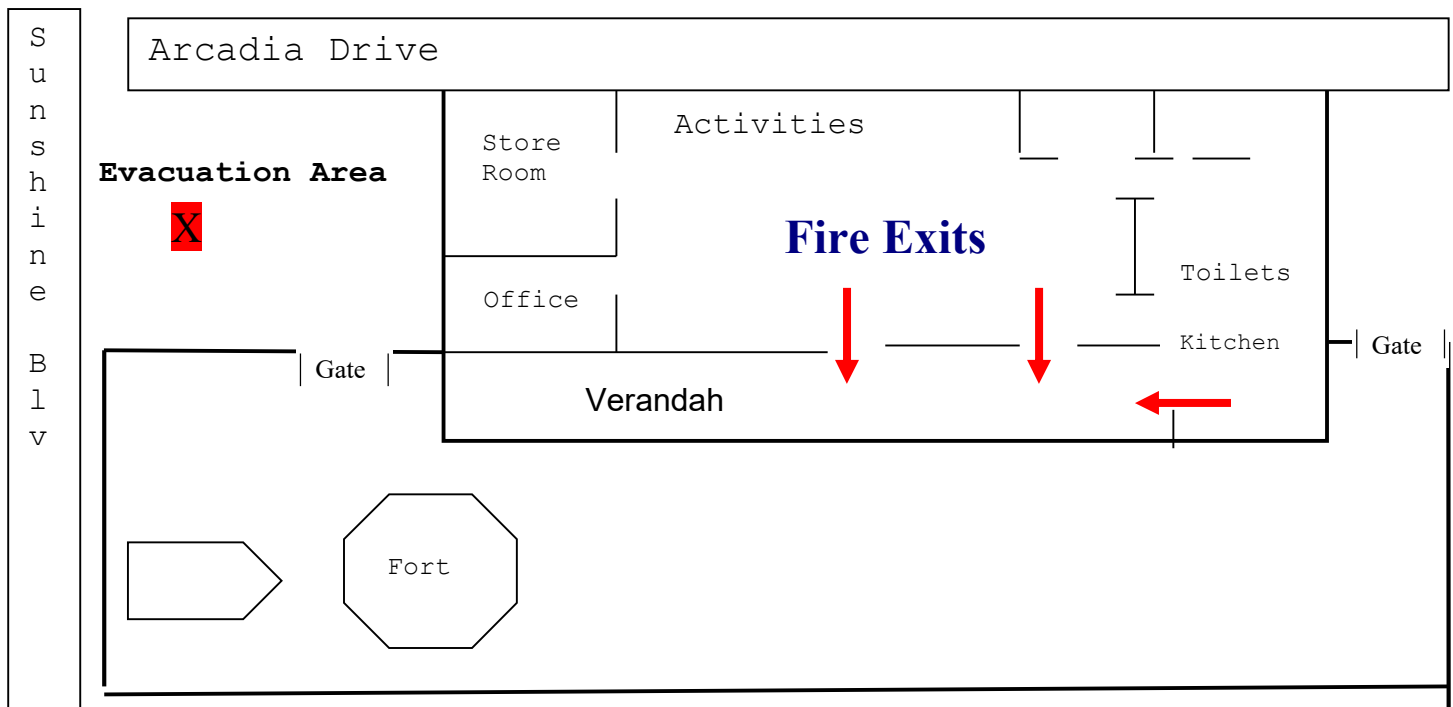 Sunshine Blv
Arcadia Drive
Activities
Store
Room
Evacuation Area
X
Fire Exits
Toilets
Office
Kitchen
Gate
Gate
Verandah
Fort